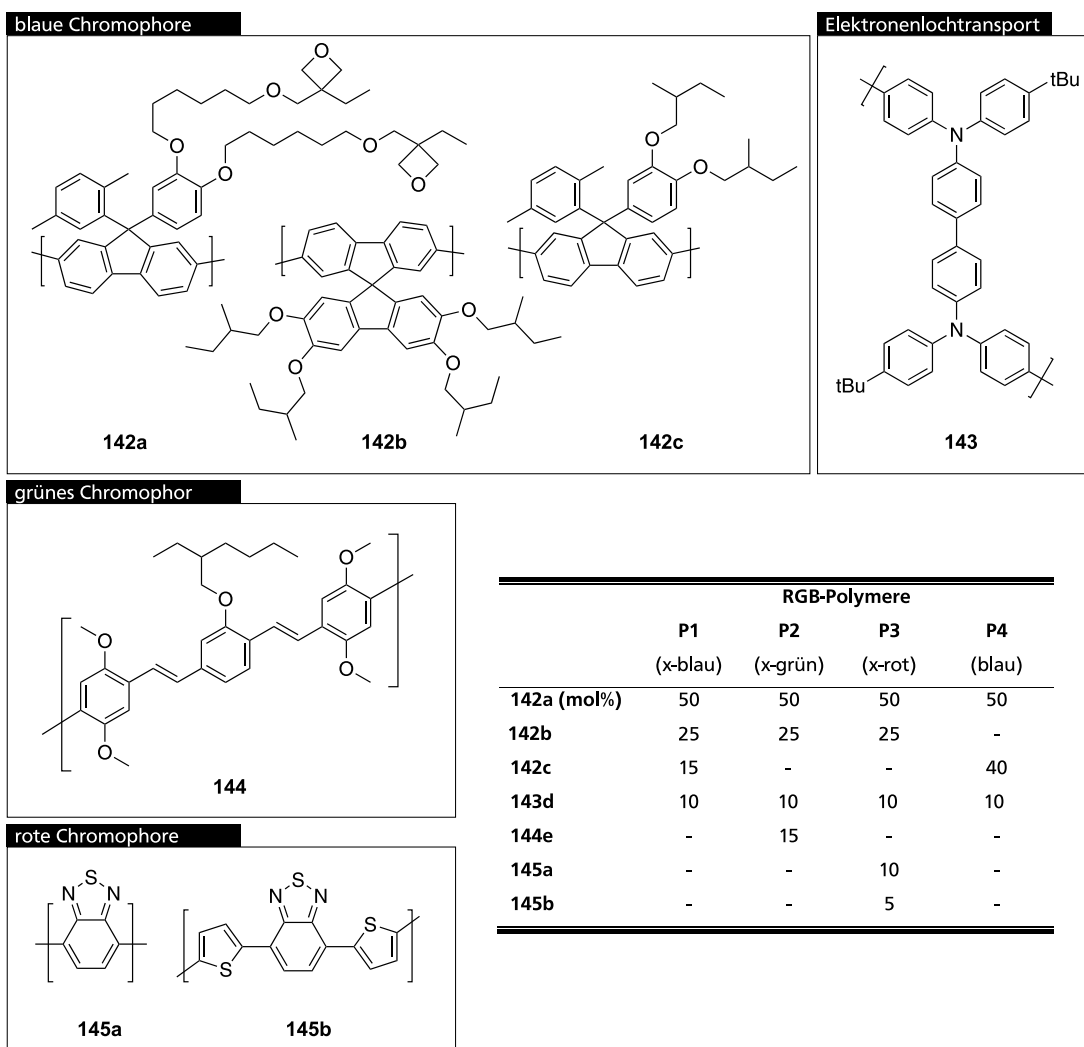 blaue Chromophore
Elektronenlochtransport
O
O
O
O
O
O
142a
O
O
O
O
142b
O
O
142c
tBu
N
N
tBu
143
grünes Chromophor
O
O
O
O
O
144
rote Chromophore
S
N N
145a
S
N N
S
S
145b
RGB-Polymere
P1 P2 P3 P4
(x-blau) (x-grün) (x-rot) (blau)
142a (mol%) 50 50 50 50
142b 25 25 25 -
142c 15 - - 40
143d 10 10 10 10
144e - 15 - -
145a - - 10 -
145b - - 5 -